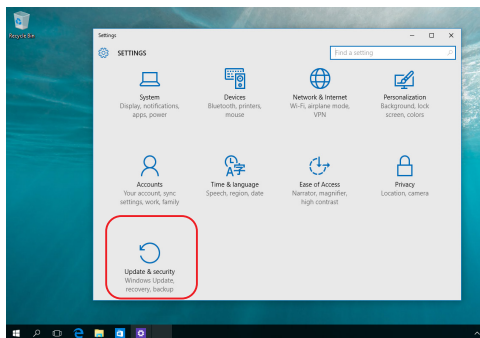 Recycle Bin
Settings
SETTINGS
Find a setting
System
Display, notifications,
apps, power
Devices
Bluetooth, printers,
mouse
Network & Internet
Wi-Fi, airplane mode,
VPN
Personalization
Background, lock
screen, colors
Accounts
Your account, sync
settings, work, family
Time & language
Speech, region, date
Ease of Access
Narrator, magnifier,
high contrast
Privacy
Location, camera
Update & security
Windows Update,
recovery, backup